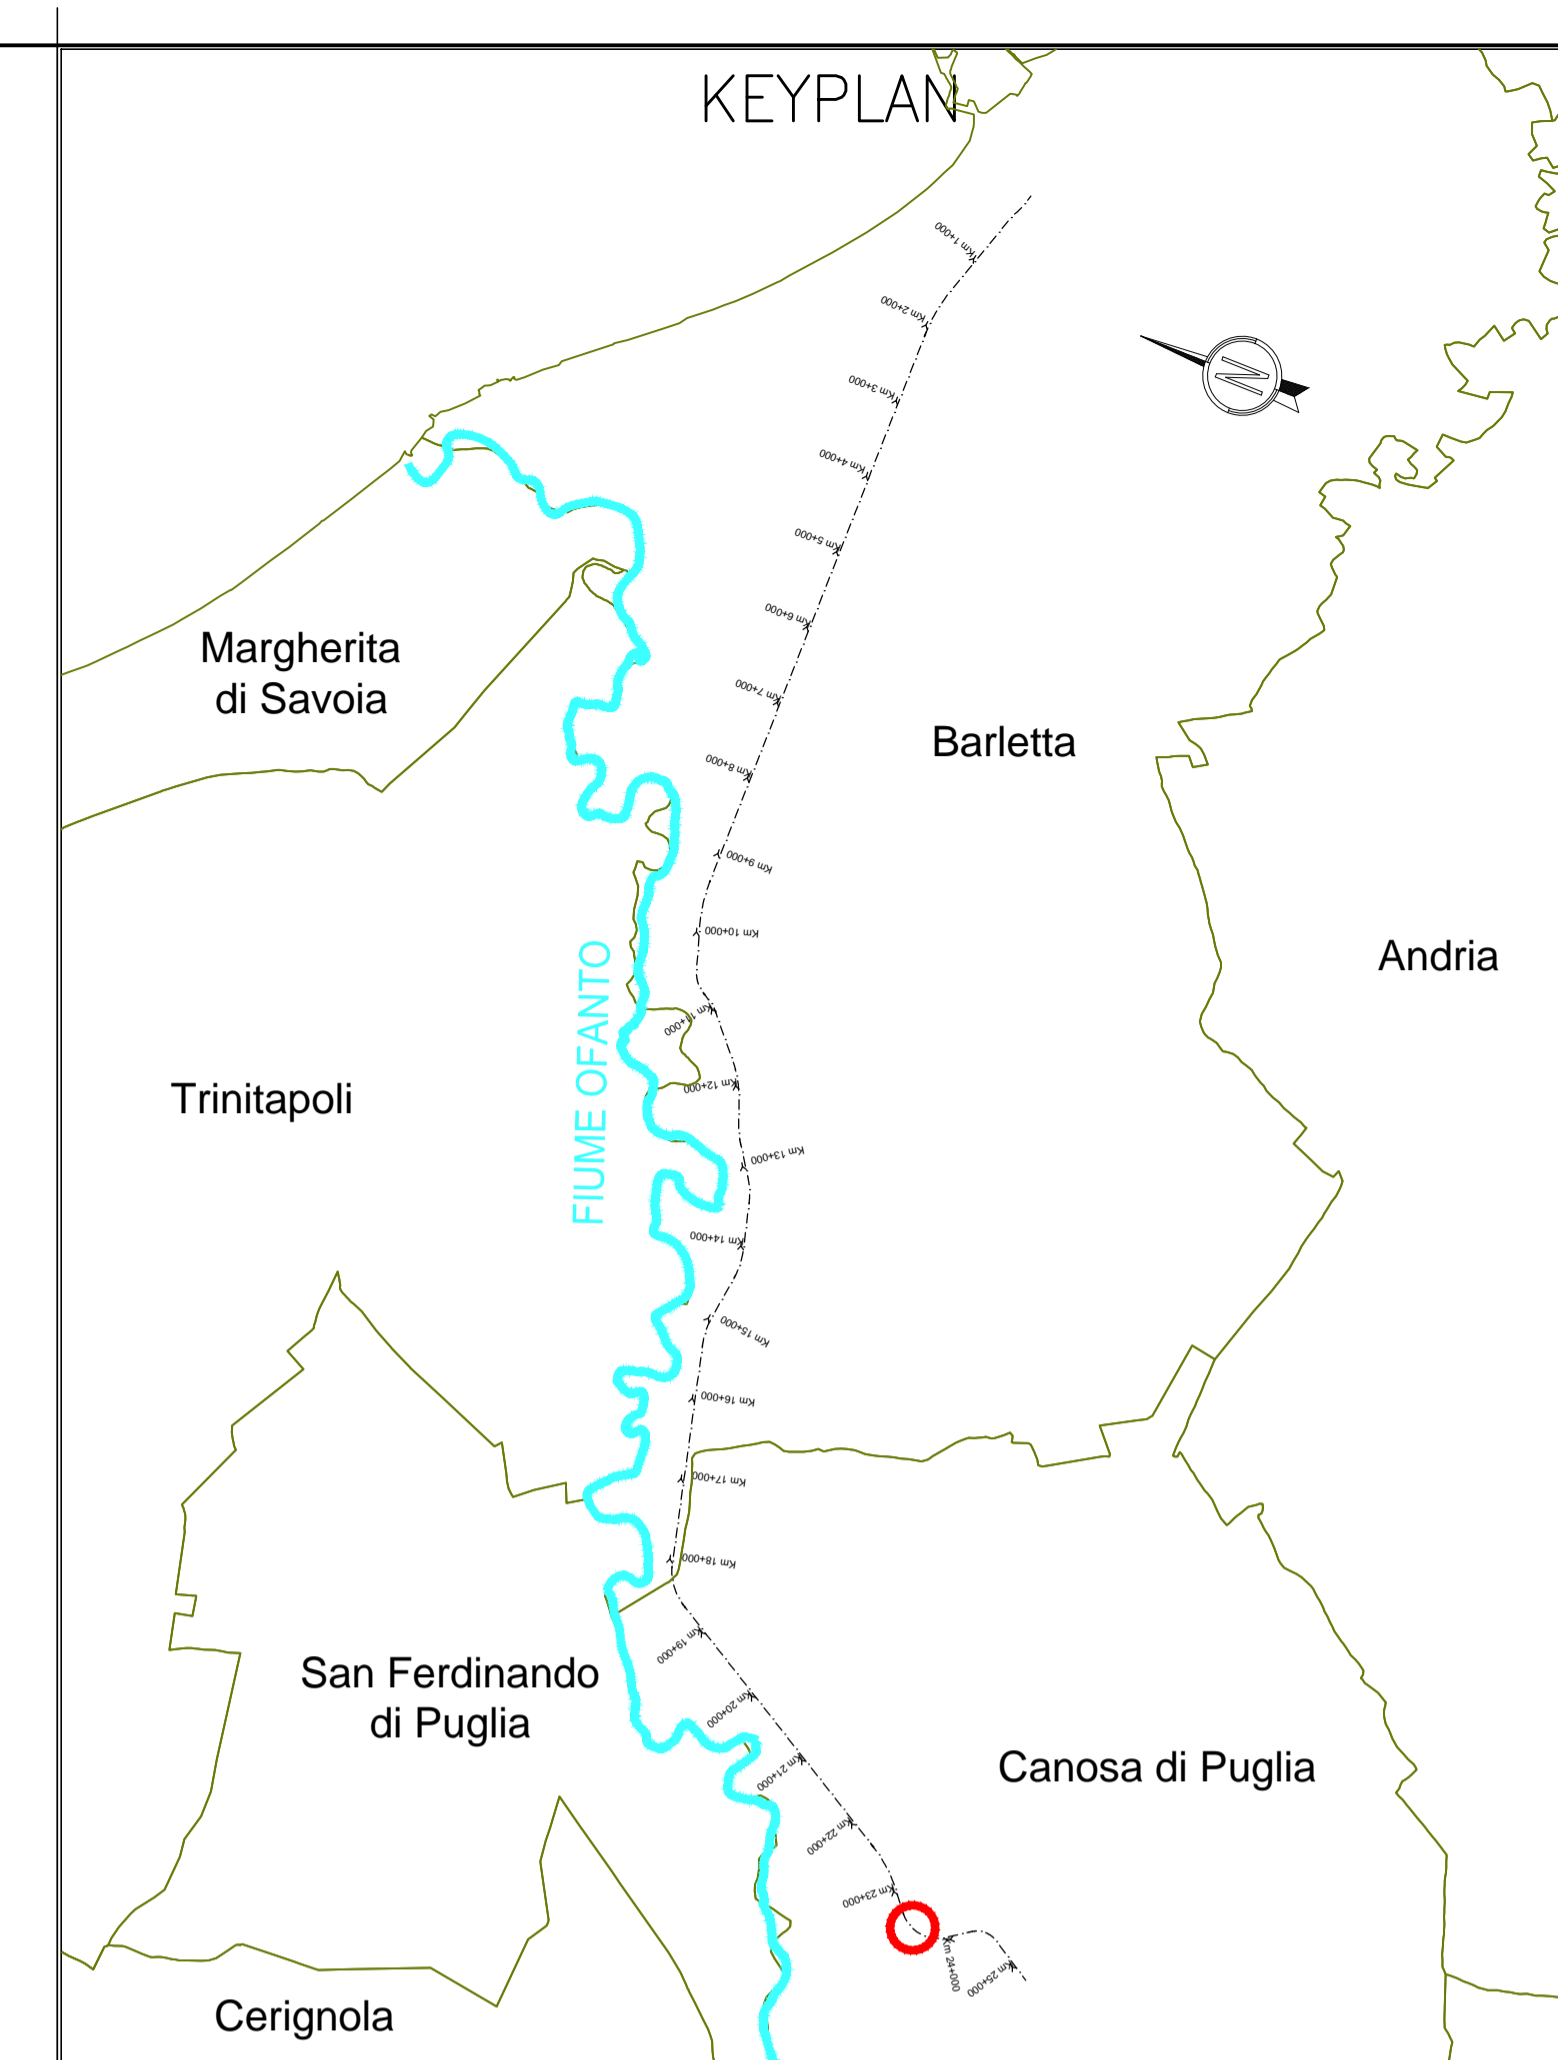 KEYPLAN
Km 1+000
Km 2+000
N
Km 3+000
Km 4+000
Km 5+000
Km 6+000
Margherita
di Savoia
Km 7+000
Barletta
Km 8+000
Km 9+000
Km 10+000
Andria
FIUME OFANTO
Km 11+000
Km 12+000
Trinitapoli
Km 13+000
Km 14+000
Km 15+000
Km 16+000
Km 17+000
Km 18+000
Km 19+000
San Ferdinando
di Puglia
Km 20+000
Km 21+000
Canosa di Puglia
Km 22+000
Km 23+000
Km 24+000
Km 25+000
Cerignola